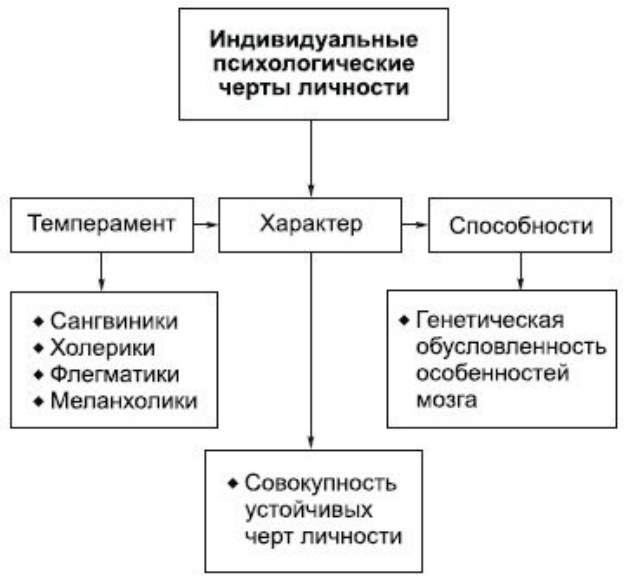 Индивидуальные
психологические
черты личности
Темперамент
Характер
Способности
◆ Сангвиники
◆ Холерики
◆ Флегматики
◆ Меланхолики
◆ Генетическая
обусловленность
особенностей
мозга
◆ Совокупность
устойчивых
черт личности